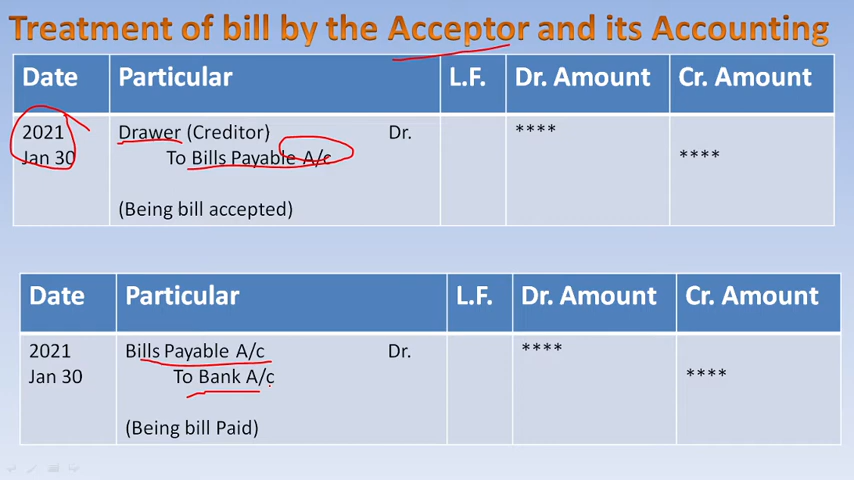 Treatment of bill by the Acceptor and its Accounting
Date Particular L.F. Dr. Amount Cr. Amount
2021 Drawer (Creditor) Dr. ****
Jan 30 To Bills Payable A/c ****
(Being bill accepted)
Date Particular L.F. Dr. Amount Cr. Amount
2021 Bills Payable A/c Dr. ****
Jan 30 To Bank A/c ****
(Being bill Paid)